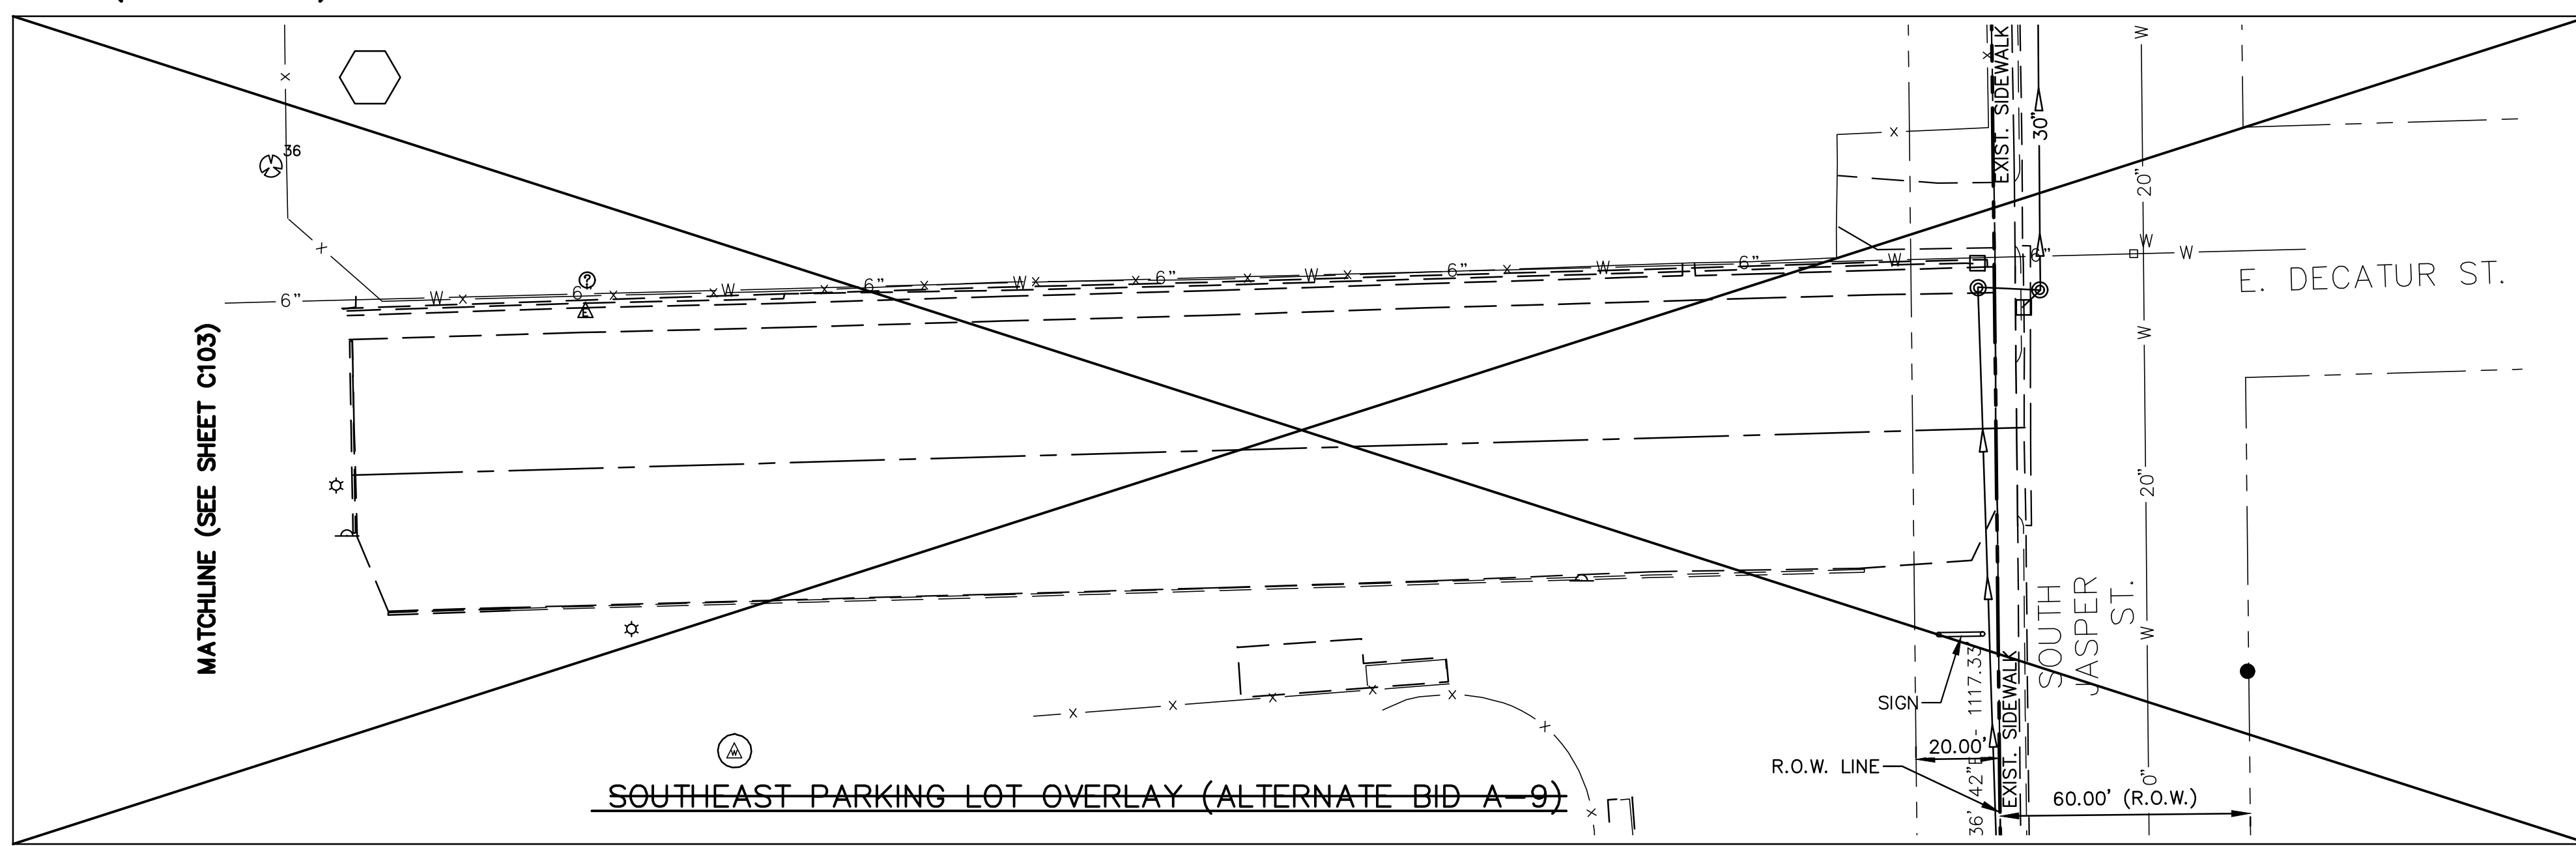 36
MATCHLINE (SEE SHEET C103)
6" W 6" W 6" W 6" W 6" W 6" W 6" W W
?
E
EXIST. SIDEWALK
30"
W
20"
W
E. DECATUR ST.
W
20"
W
SOUTH
JASPER
ST.
SIGN
R.O.W. LINE
20.00'
36' 42"E - 1117.33
EXIST. SIDEWALK
0"
60.00' (R.O.W.)
W
SOUTHEAST PARKING LOT OVERLAY (ALTERNATE BID A-9)